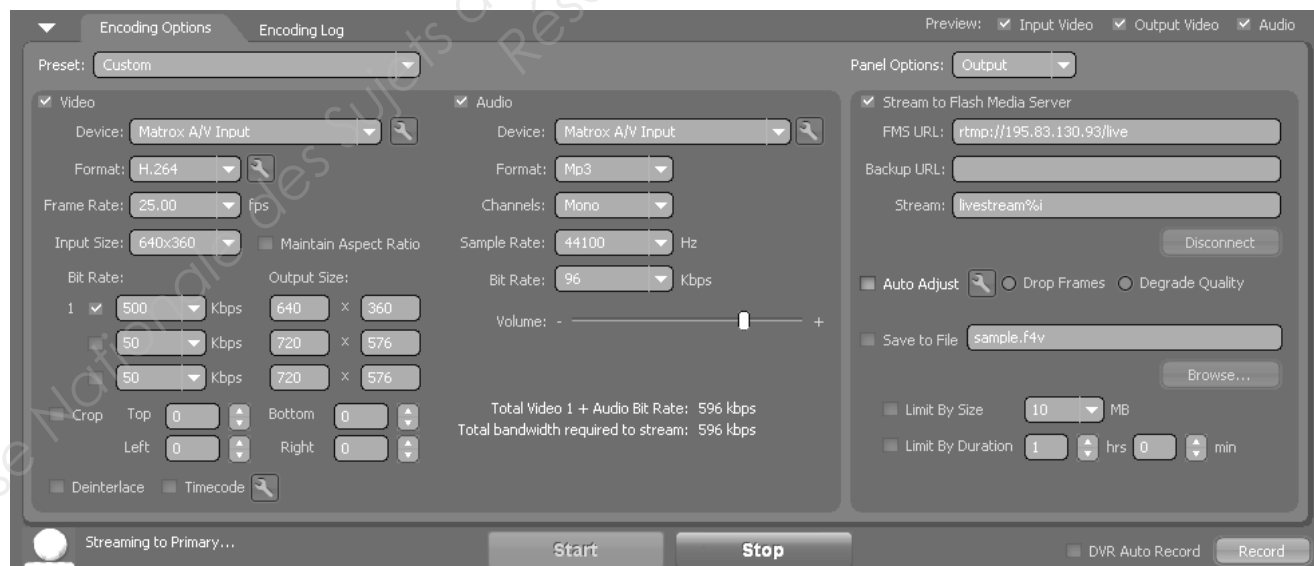 Encoding Options Encoding Log Preview: Input Video Output Video Audio
Preset: Custom Panel Options: Output
Video Audio Stream to Flash Media Server
Device: Matrox A/V Input Device: Matrox A/V Input FMS URL: rtmp://195.83.130.93/live
Format: H.264 Format: Mp3 Backup URL:
Frame Rate: 25.00 fps Channels: Mono Stream: livestream%i
Input Size: 640x360 Maintain Aspect Ratio Sample Rate: 44100 Hz Disconnect
Bit Rate: Output Size: Bit Rate: 96 Kbps Auto Adjust Drop Frames Degrade Quality
1 500 Kbps 640 x 360
Volume: - +
50 Kbps 720 x 576 Save to File sample.f4v
50 Kbps 720 x 576 Browse...
Crop Top 0 Bottom 0 Total Video 1 + Audio Bit Rate: 596 kbps Limit By Size 10 MB
Left 0 Right 0 Total bandwidth required to stream: 596 kbps Limit By Duration 1 hrs 0 min
Deinterlace Timecode
Streaming to Primary... Start Stop DVR Auto Record Record
Nationale des Sujets